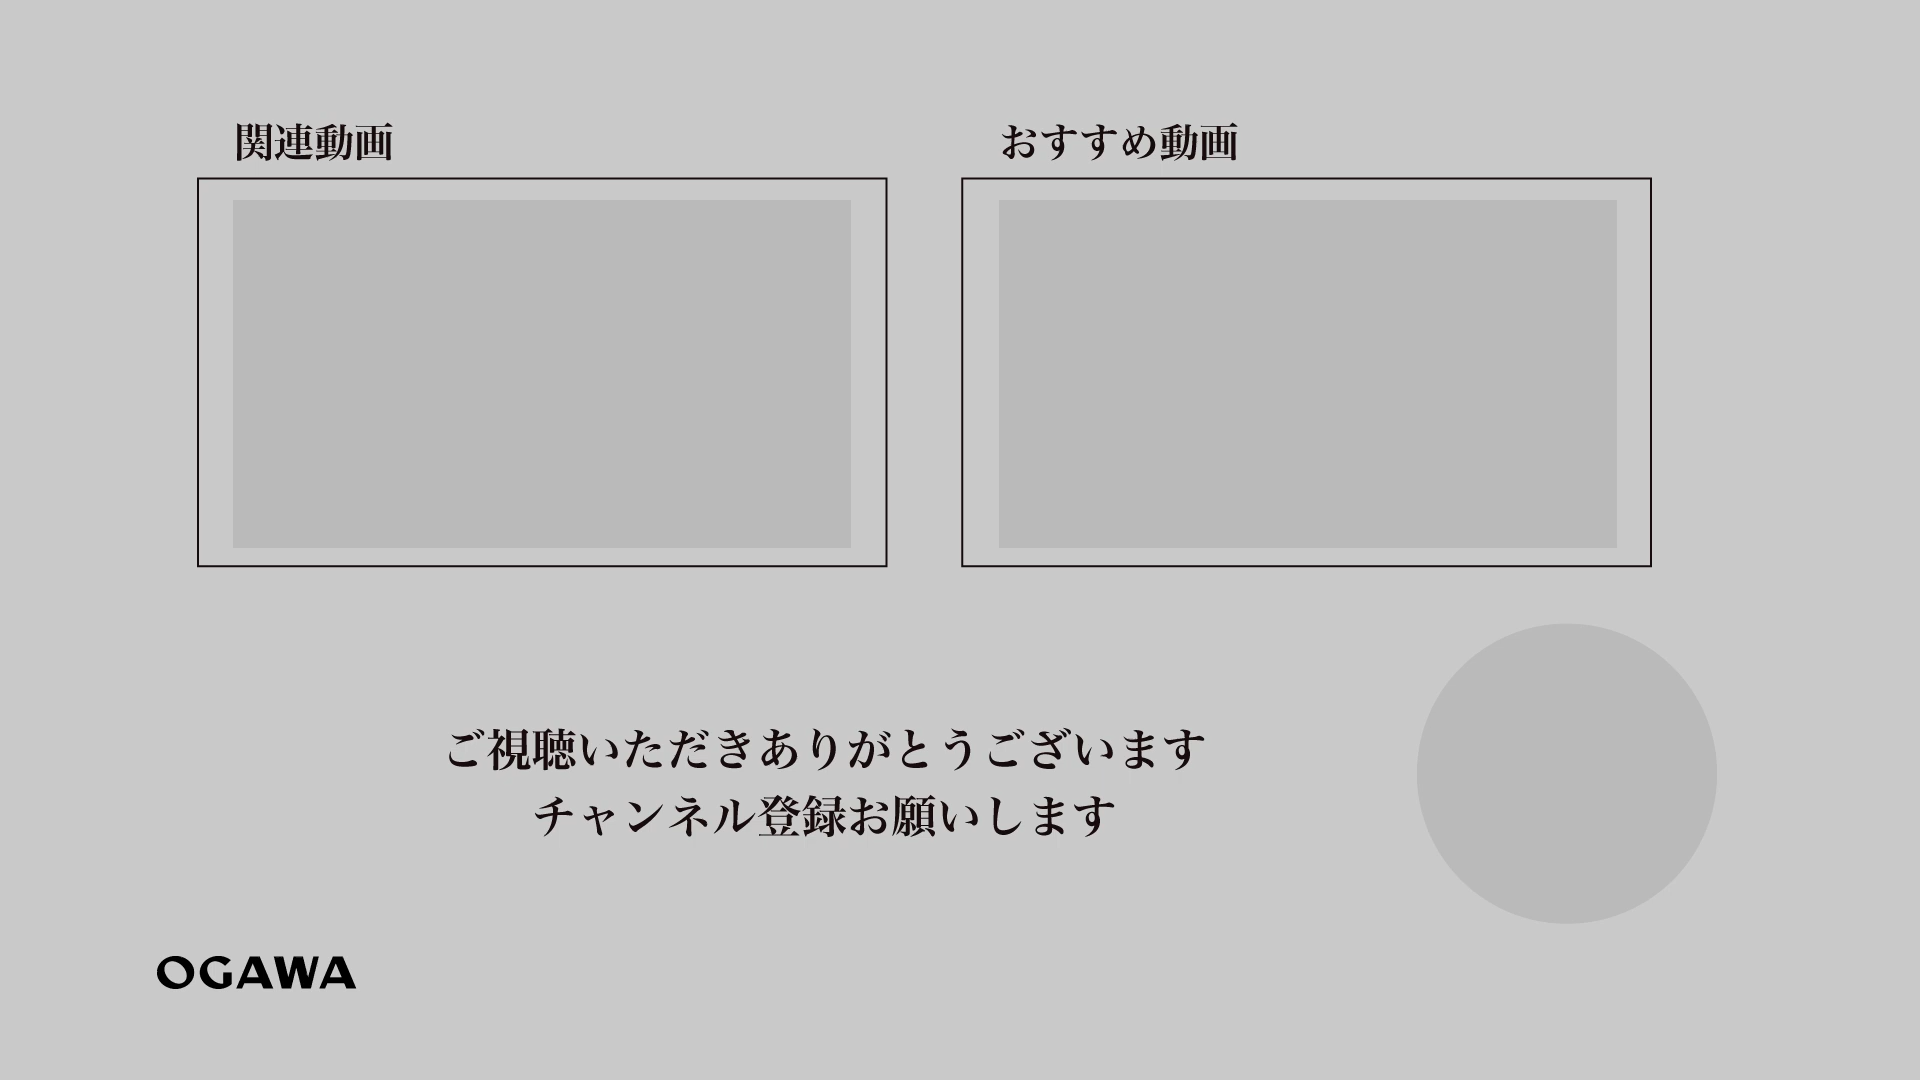 関連動画
おすすめ動画
ご視聴いただきありがとうございます
チャンネル登録お願いします
OGAWA